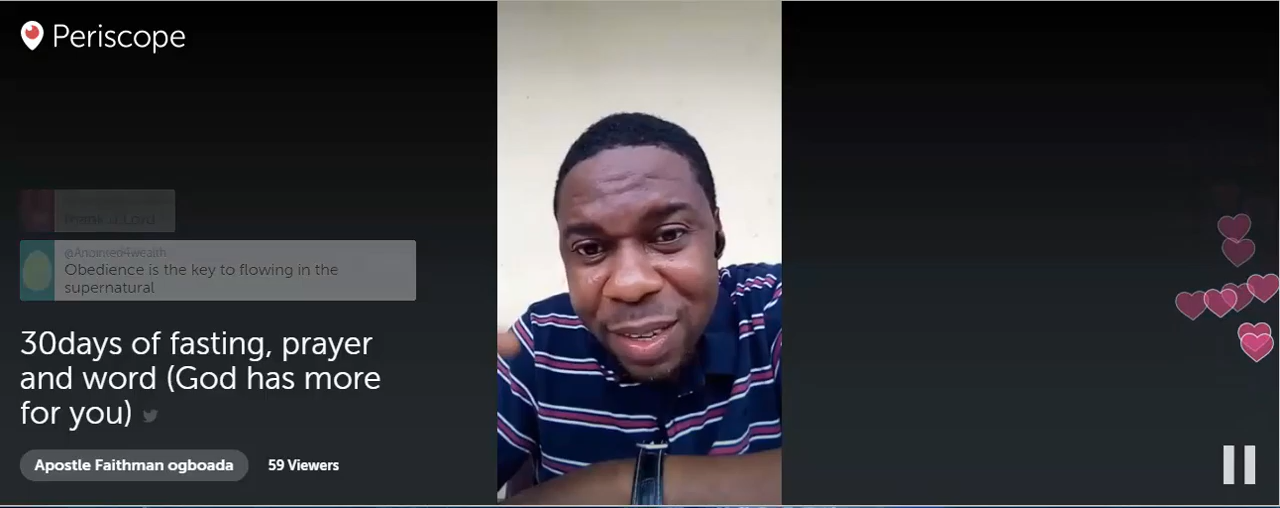 Periscope
@Anointed4wealth
Obedience is the key to flowing in the
supernatural
30days of fasting, prayer
and word (God has more
for you)
Apostle Faithman ogboada
59 Viewers